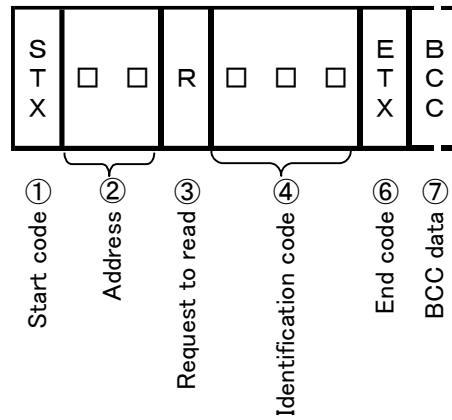 STX □ □ R □ □ □ ETX BCC
① ② ③ ④ ⑥ ⑦
Start code
Address
Request to read
Identification code
End code
BCC data